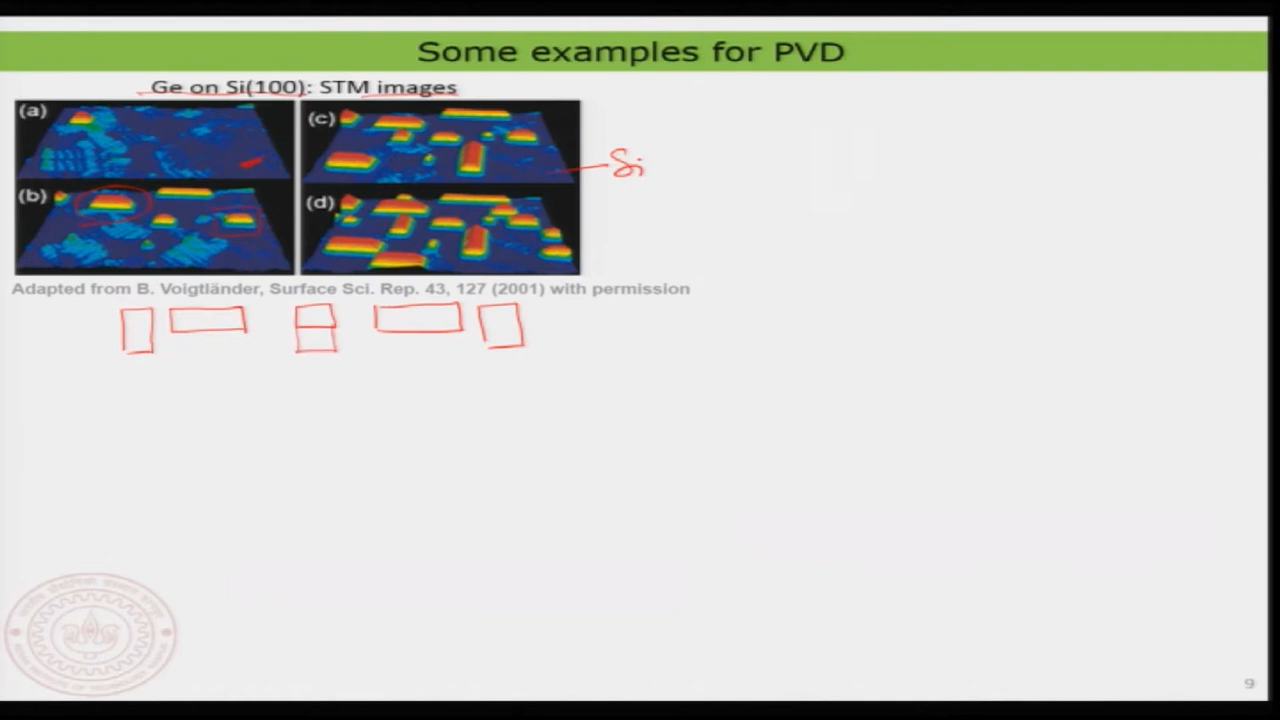 Some examples for PVD
Ge on Si(100): STM images
(a)
(c)
Si
(b)
(d)
Adapted from B. Voigtländer, Surface Sci. Rep. 43, 127 (2001) with permission
9